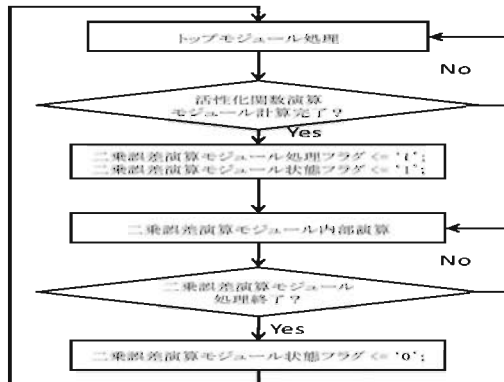 トップモジュール処理
No
活性化関数演算
モジュール計算完了？
Yes
二乗誤差演算モジュール処理フラグ <= '1';
二乗誤差演算モジュール状態フラグ <= '1';
二乗誤差演算モジュール内部演算
No
二乗誤差演算モジュール
処理終了？
Yes
二乗誤差演算モジュール状態フラグ <= '0';